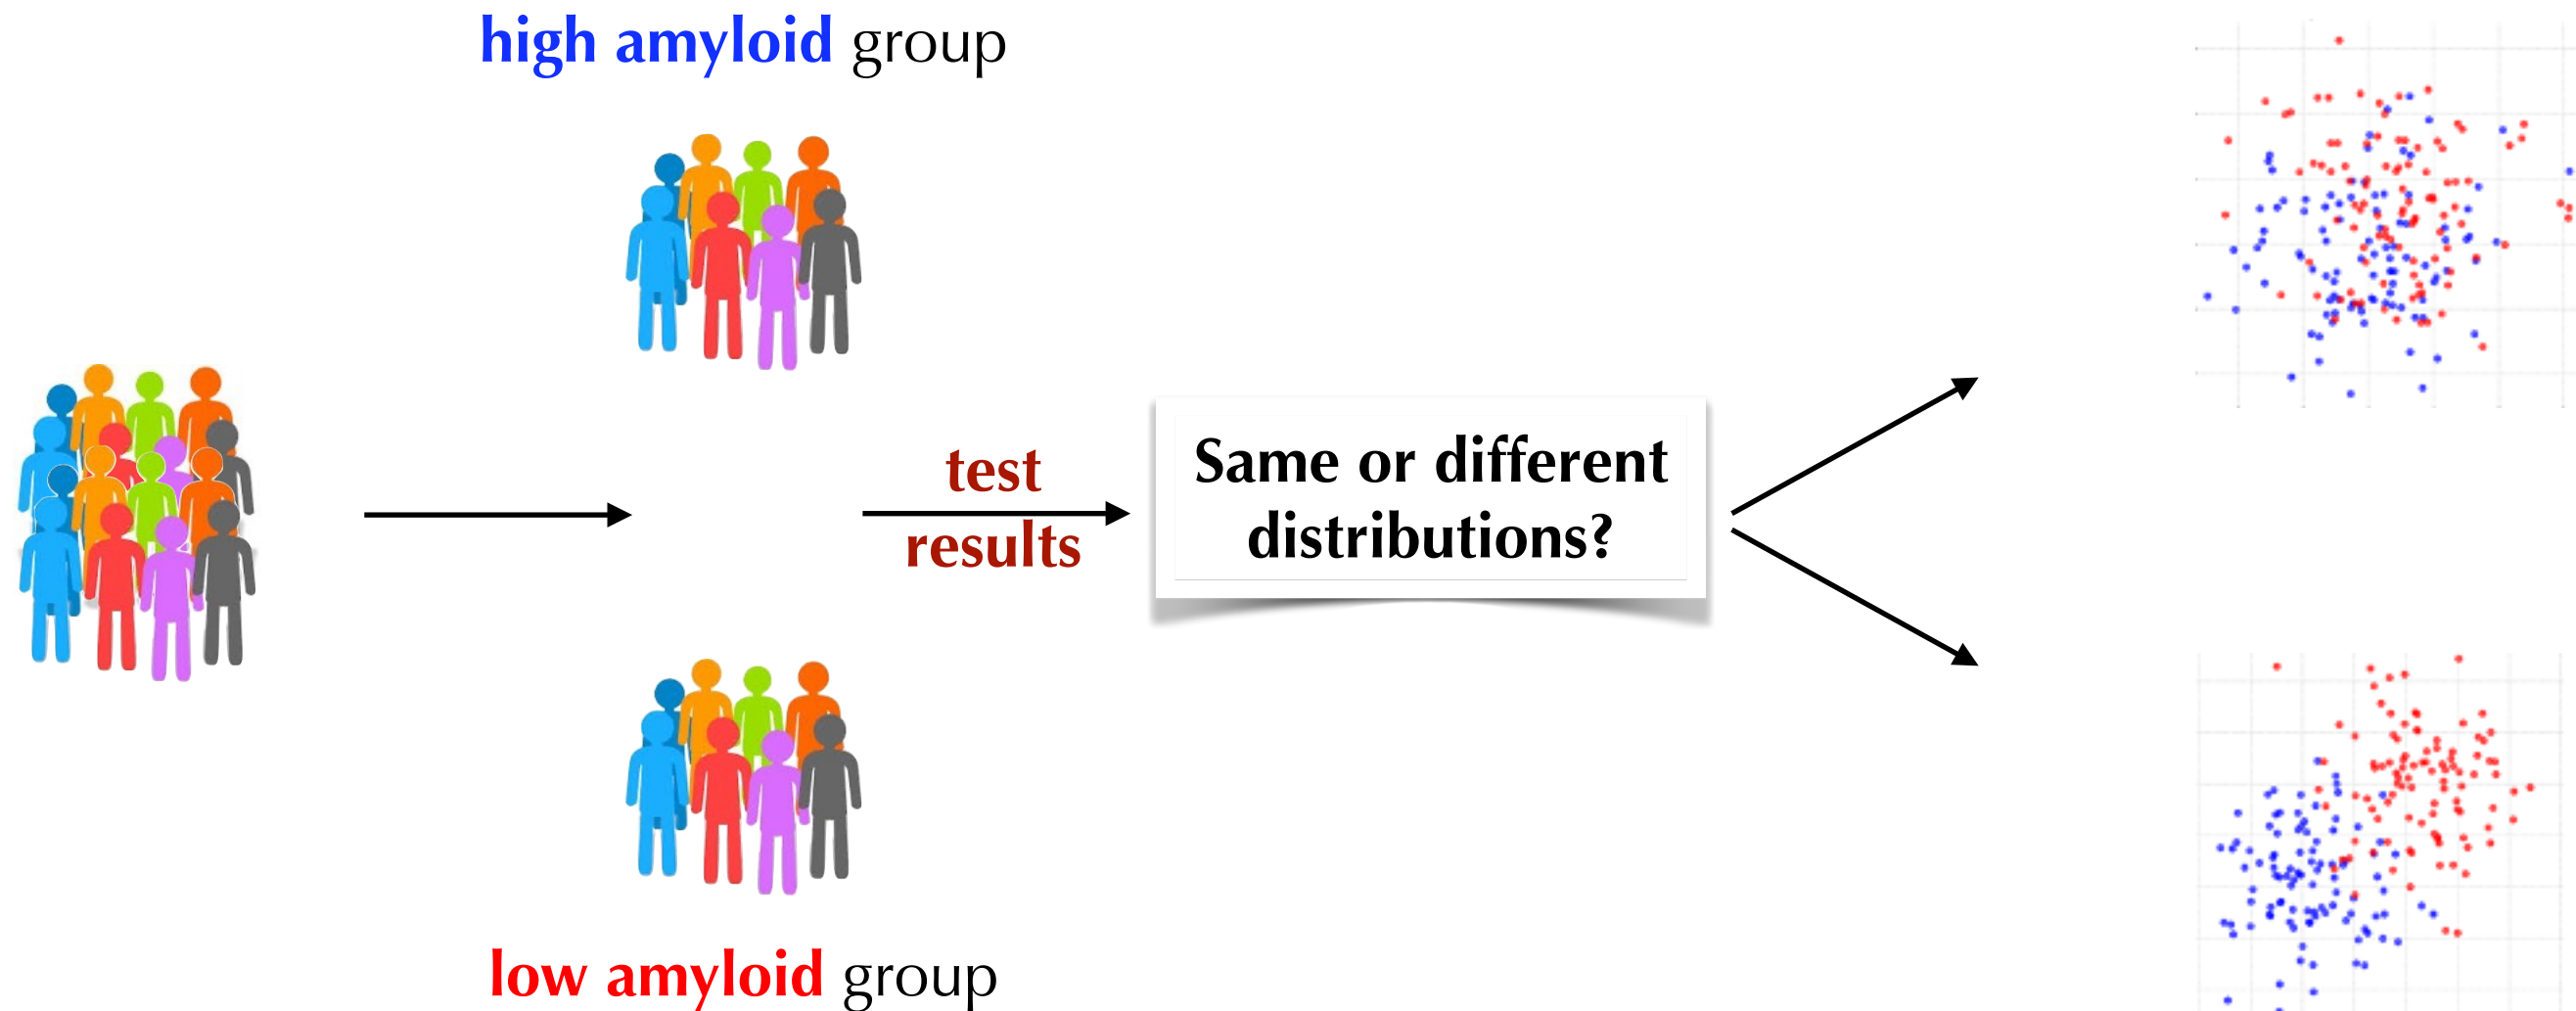 high amyloid group
test
results
Same or different
distributions?
low amyloid group